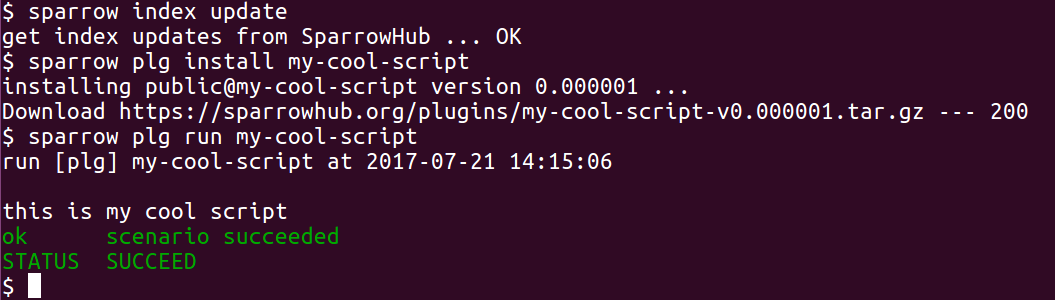 $ sparrow index update
get index updates from SparrowHub ... OK
$ sparrow plg install my-cool-script
installing public@my-cool-script version 0.000001 ...
Download https://sparrowhub.org/plugins/my-cool-script-v0.000001.tar.gz --- 200
$ sparrow plg run my-cool-script
run [plg] my-cool-script at 2017-07-21 14:15:06

this is my cool script
ok      scenario succeeded
STATUS  SUCCEED
$